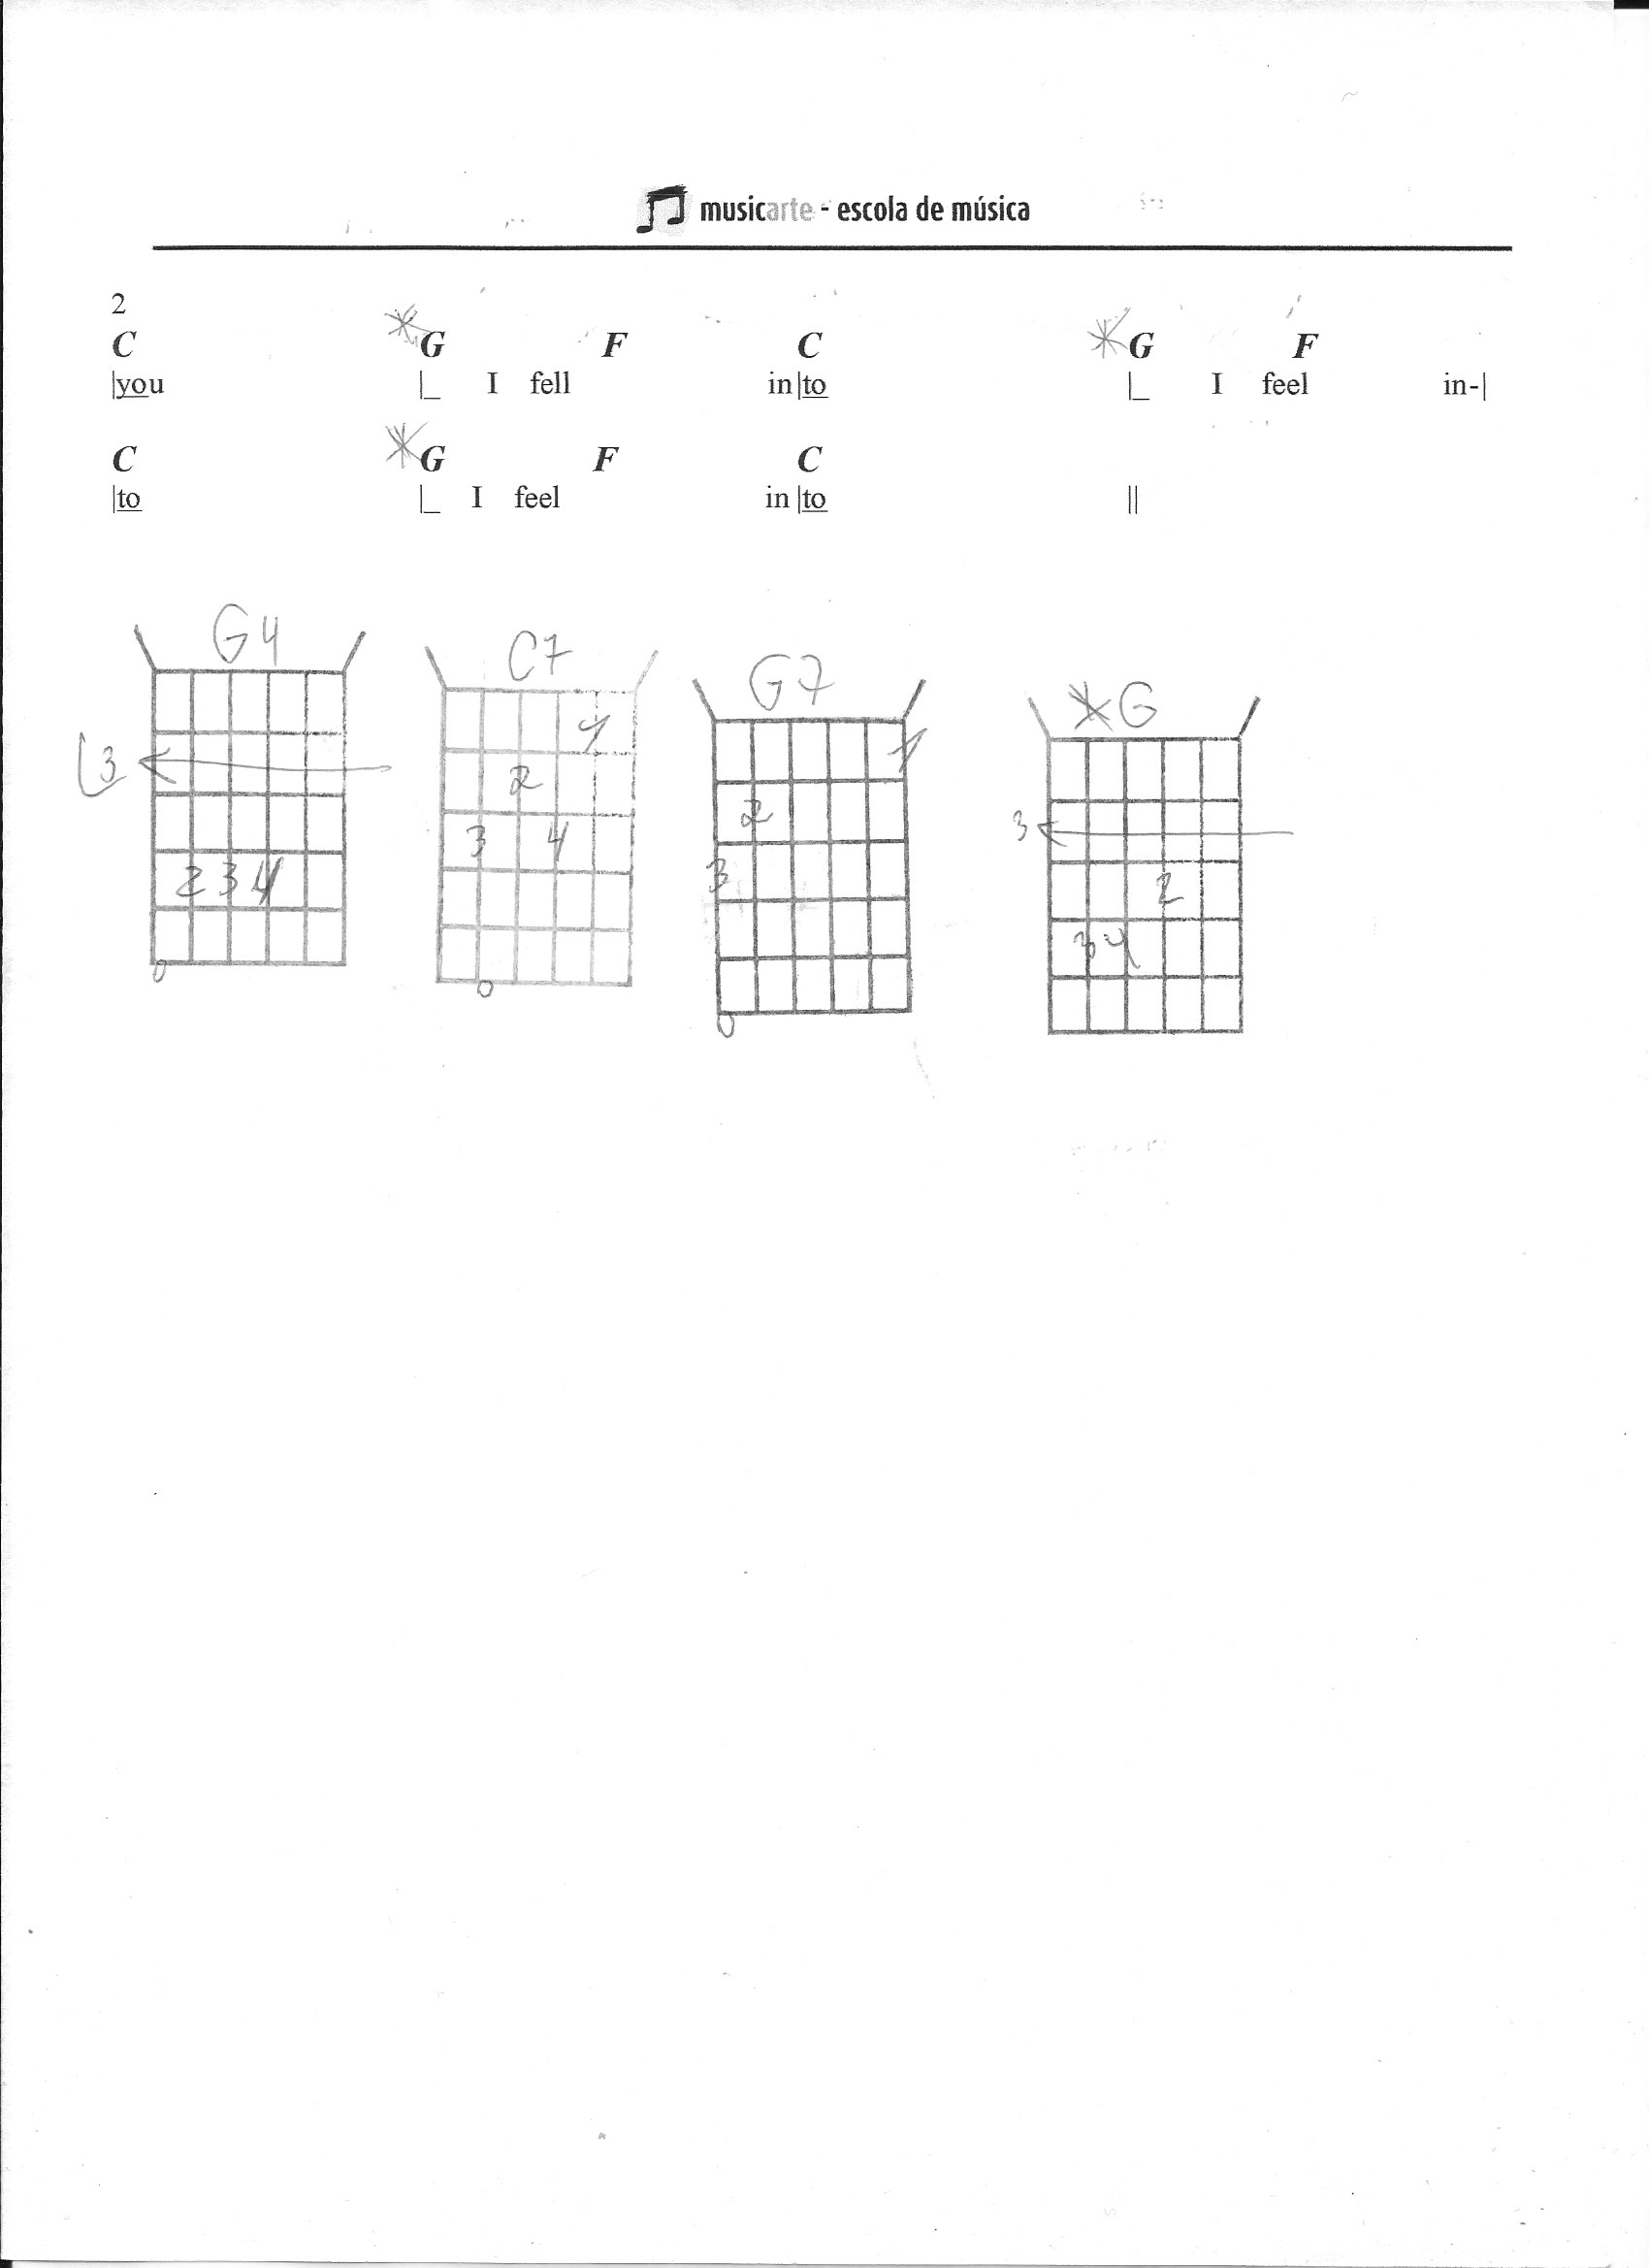 musicarte - escola de música
2
C *G F C *G F
|you |_ I fell in|to |_ I feel in-|
C *G F C
|to |_ I feel in |to ||
G4 C7 G7 *G
1 1
2 2
3 3 4 3 3
2 3 4 2
3 4
0 0 0